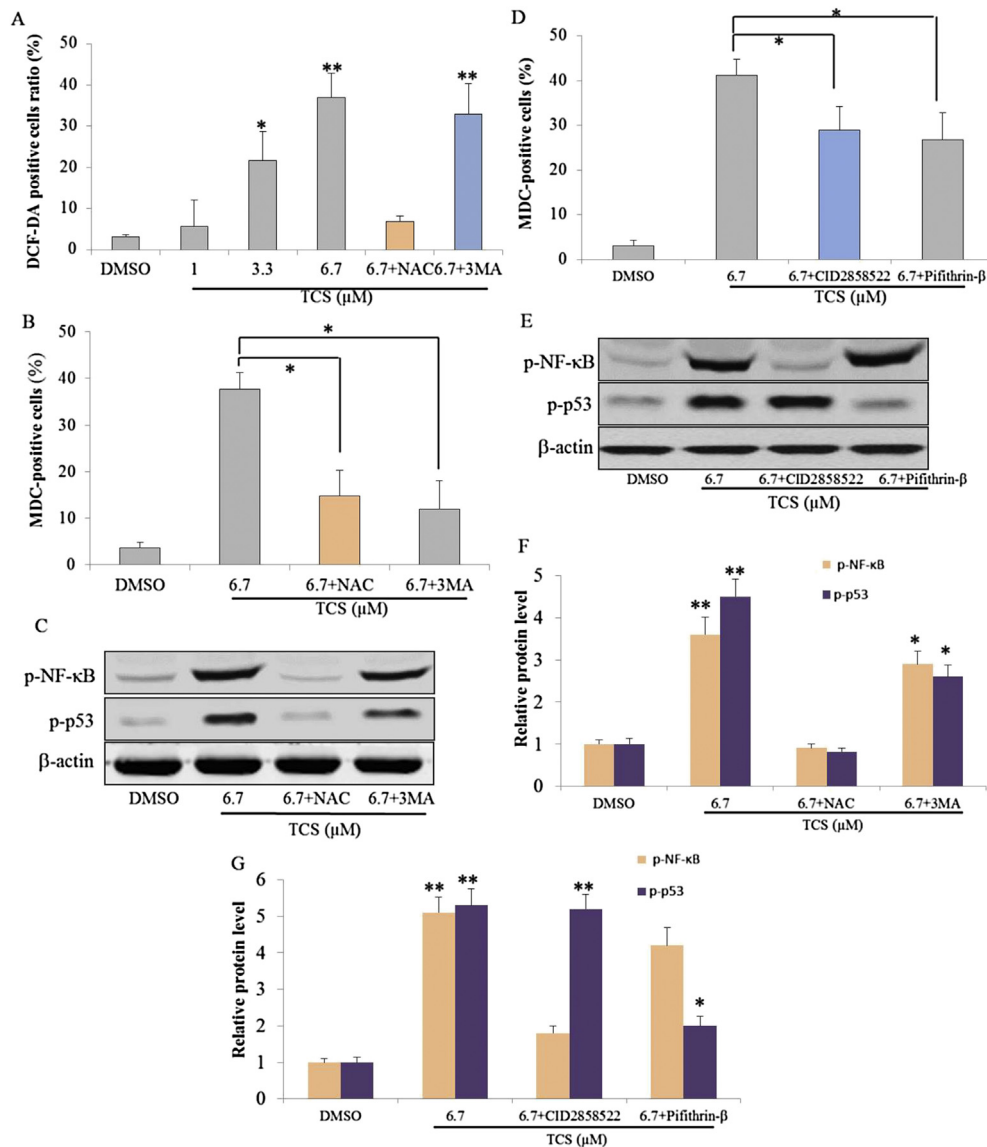 A
DCF-DA positive cells ratio (%)
50
40
30
20
10
0
*
**
**
DMSO
1
3.3
6.7
6.7+NAC
6.7+3MA
TCS (μM)
B
MDC-positive cells (%)
50
40
30
20
10
0
*
*
DMSO
6.7
6.7+NAC
6.7+3MA
TCS (μM)
C
p-NF-κB
p-p53
β-actin
DMSO
6.7
6.7+NAC
6.7+3MA
TCS (μM)
D
MDC-positive cells (%)
50
40
30
20
10
0
*
*
DMSO
6.7
6.7+CID2858522
6.7+Pifithrin-β
TCS (μM)
E
p-NF-κB
p-p53
β-actin
DMSO
6.7
6.7+CID2858522
6.7+Pifithrin-β
TCS (μM)
F
Relative protein level
5
4
3
2
1
0
p-NF-κB
p-p53
**
**
*
*
DMSO
6.7
6.7+NAC
6.7+3MA
TCS (μM)
G
Relative protein level
6
5
4
3
2
1
0
p-NF-κB
p-p53
**
**
**
*
DMSO
6.7
6.7+CID2858522
6.7+Pifithrin-β
TCS (μM)